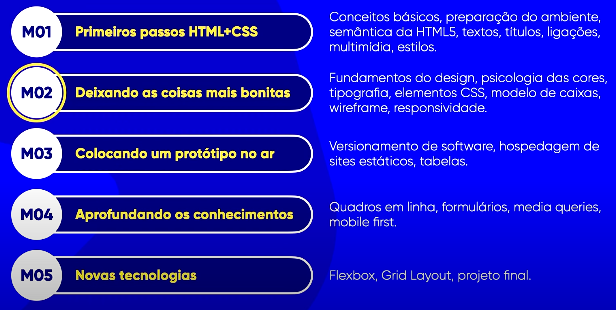 M01
Primeiros passos HTML+CSS
Conceitos básicos, preparação do ambiente,
semântica da HTML5, textos, títulos, ligações,
multimídia, estilos.
M02
Deixando as coisas mais bonitas
Fundamentos do design, psicologia das cores,
tipografia, elementos CSS, modelo de caixas,
wireframe, responsividade.
M03
Colocando um protótipo no ar
Versionamento de software, hospedagem de
sites estáticos, tabelas.
M04
Aprofundando os conhecimentos
Quadros em linha, formulários, media queries,
mobile first.
M05
Novas tecnologias
Flexbox, Grid Layout, projeto final.